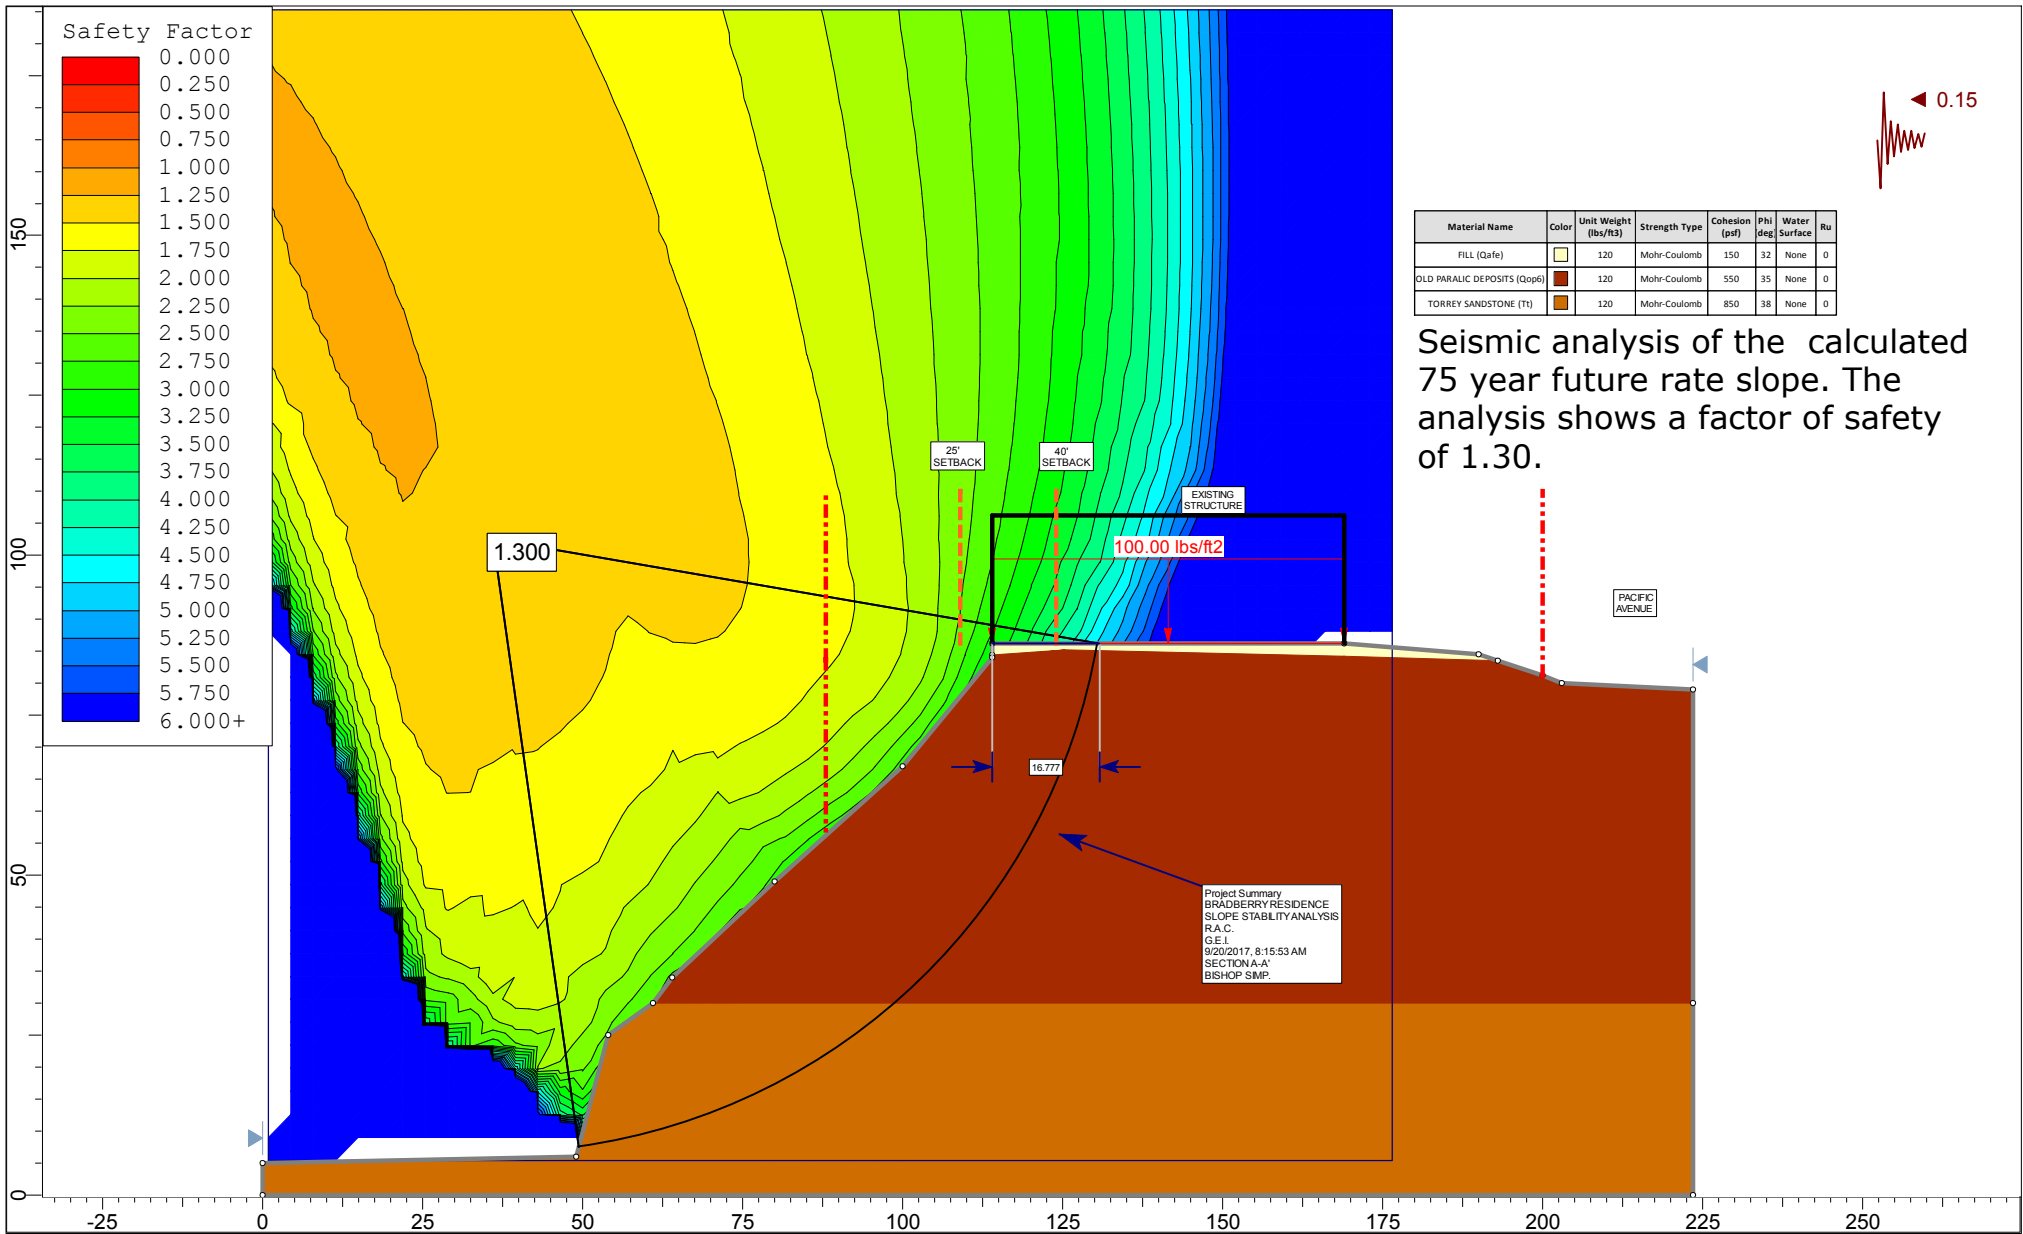 Safety Factor
0.000
0.250
0.500
0.750
1.000
1.250
1.500
1.750
2.000
2.250
2.500
2.750
3.000
3.250
3.500
3.750
4.000
4.250
4.500
4.750
5.000
5.250
5.500
5.750
6.000+
0.15
Material Name Color Unit Weight (lbs/ft3) Strength Type Cohesion (psf) Phi (deg) Water Surface Ru
FILL (Qafe) 120 Mohr-Coulomb 150 32 None 0
OLD PARALIC DEPOSITS (Qop6) 120 Mohr-Coulomb 550 35 None 0
TORREY SANDSTONE (Tt) 120 Mohr-Coulomb 850 38 None 0
Seismic analysis of the calculated
75 year future rate slope. The
analysis shows a factor of safety
of 1.30.
25'
SETBACK
40'
SETBACK
EXISTING
STRUCTURE
100.00 lbs/ft2
1.300
PACIFIC
AVENUE
16.777
Project Summary
BRADBERRY RESIDENCE
SLOPE STABILITY ANALYSIS
R.A.C.
G.E.I.
9/20/2017, 8:15:53 AM
SECTION A-A'
BISHOP SIMP.
150
100
50
0
-25 0 25 50 75 100 125 150 175 200 225 250